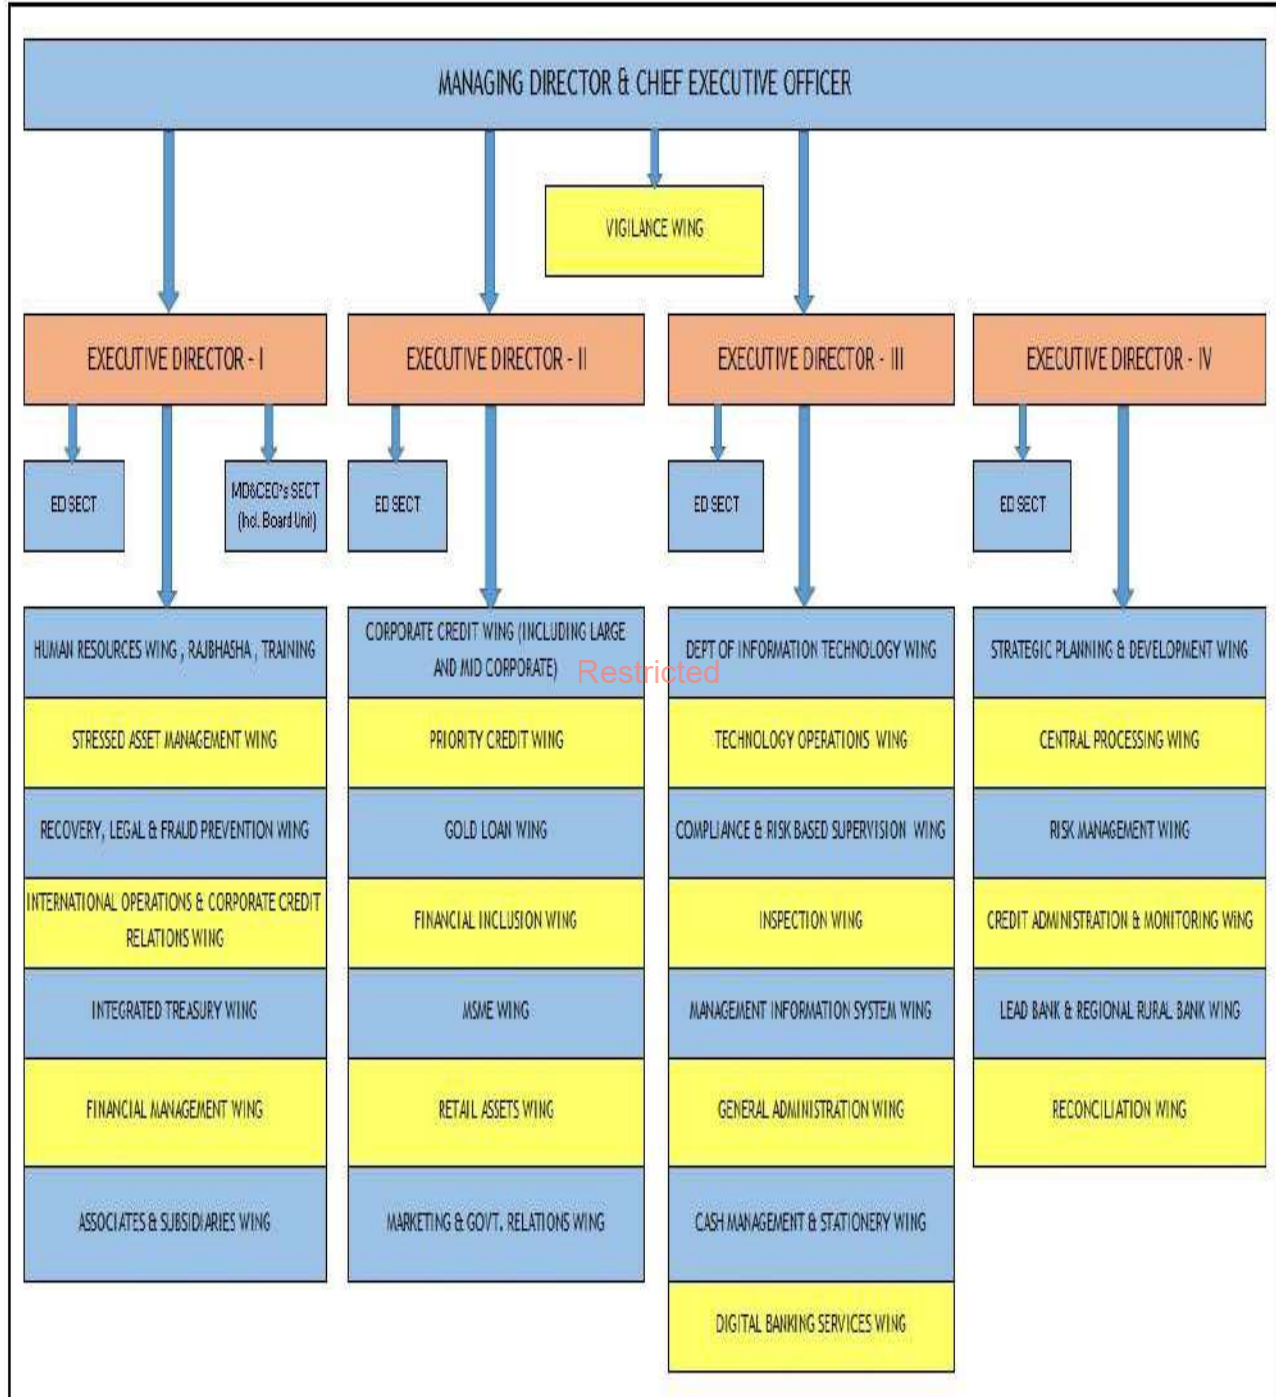 MANAGING DIRECTOR & CHIEF EXECUTIVE OFFICER
VIGILANCE WING
EXECUTIVE DIRECTOR - I
EXECUTIVE DIRECTOR - II
EXECUTIVE DIRECTOR - III
EXECUTIVE DIRECTOR - IV
ED SECT
MD&CEO's SECT
(Incl. Board Unit)
ED SECT
ED SECT
ED SECT
HUMAN RESOURCES WING , RAJBHASHA , TRAINING
STRESSED ASSET MANAGEMENT WING
RECOVERY, LEGAL & FRAUD PREVENTION WING
INTERNATIONAL OPERATIONS & CORPORATE CREDIT
RELATIONS WING
INTEGRATED TREASURY WING
FINANCIAL MANAGEMENT WING
ASSOCIATES & SUBSIDIARIES WING
CORPORATE CREDIT WING (INCLUDING LARGE
AND MID CORPORATE)
Restricted
PRIORITY CREDIT WING
GOLD LOAN WING
FINANCIAL INCLUSION WING
MSME WING
RETAIL ASSETS WING
MARKETING & GOVT. RELATIONS WING
DEPT OF INFORMATION TECHNOLOGY WING
TECHNOLOGY OPERATIONS WING
COMPLIANCE & RISK BASED SUPERVISION WING
INSPECTION WING
MANAGEMENT INFORMATION SYSTEM WING
GENERAL ADMINISTRATION WING
CASH MANAGEMENT & STATIONERY WING
DIGITAL BANKING SERVICES WING
STRATEGIC PLANNING & DEVELOPMENT WING
CENTRAL PROCESSING WING
RISK MANAGEMENT WING
CREDIT ADMINISTRATION & MONITORING WiNG
LEAD BANK & REGIONAL RURAL BANK WING
RECONCILIATION WING